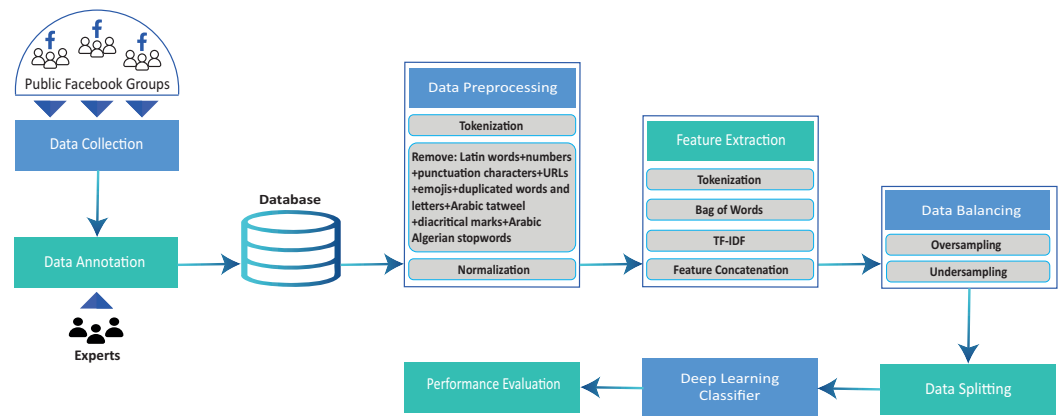 Public Facebook Groups
Data Collection
Data Annotation
Experts
Database
Data Preprocessing
Tokenization
Remove: Latin words+numbers
+punctuation characters+URLs
+emojis+duplicated words and
letters+Arabic tatweel
+diacritical marks+Arabic
Algerian stopwords
Normalization
Feature Extraction
Tokenization
Bag of Words
TF-IDF
Feature Concatenation
Data Balancing
Oversampling
Undersampling
Data Splitting
Deep Learning
Classifier
Performance Evaluation